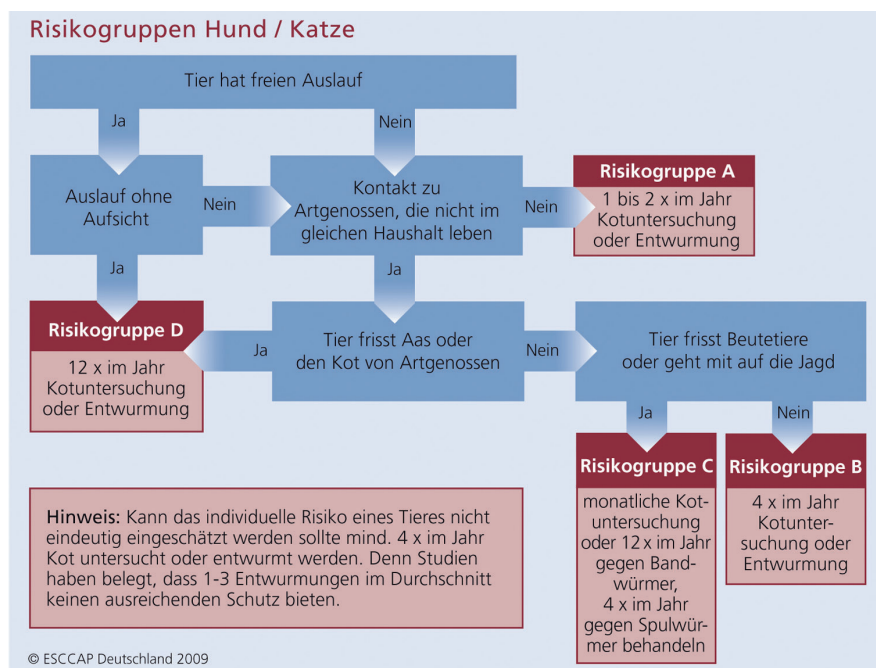 Risikogruppen Hund / Katze
Tier hat freien Auslauf
Ja
Nein
Auslauf ohne
Aufsicht
Nein
Kontakt zu
Artgenossen, die nicht im
gleichen Haushalt leben
Nein
Risikogruppe A
1 bis 2 x im Jahr
Kotuntersuchung
oder Entwurmung
Ja
Ja
Risikogruppe D
12 x im Jahr
Kotuntersuchung
oder Entwurmung
Ja
Tier frisst Aas oder
den Kot von Artgenossen
Nein
Tier frisst Beutetiere
oder geht mit auf die Jagd
Ja
Nein
Risikogruppe C
monatliche Kot-
untersuchung
oder 12 x im Jahr
gegen Band-
würmer,
4 x im Jahr
gegen Spulwür-
mer behandeln
Risikogruppe B
4 x im Jahr
Kotunter-
suchung oder
Entwurmung
Hinweis: Kann das individuelle Risiko eines Tieres nicht
eindeutig eingeschätzt werden sollte mind. 4 x im Jahr
Kot untersucht oder entwurmt werden. Denn Studien
haben belegt, dass 1-3 Entwurmungen im Durchschnitt
keinen ausreichenden Schutz bieten.
© ESCCAP Deutschland 2009